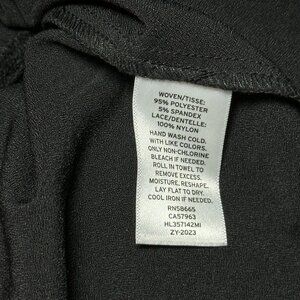 WOVEN/TISSE:
95% POLYESTER
5% SPANDEX
LACE/DENTELLE:
100% NYLON
HAND WASH COLD.
WITH LIKE COLORS.
ONLY NON-CHLORINE
BLEACH IF NEEDED.
ROLL IN TOWEL TO
REMOVE EXCESS.
MOISTURE, RESHAPE.
LAY FLAT TO DRY.
COOL IRON IF NEEDED.
RN58665
CA57963
HL357142MI
ZY-2023